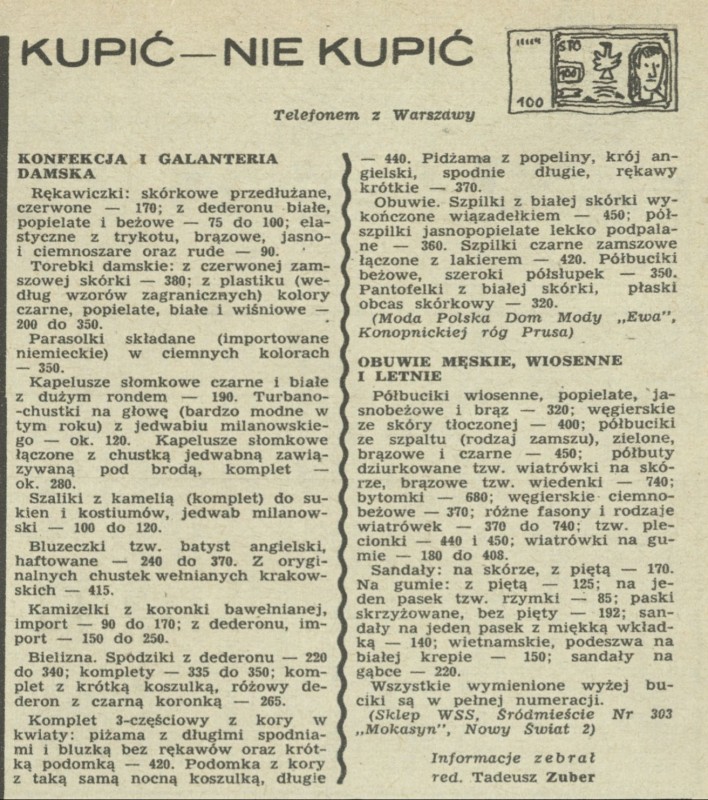 KUPIĆ — NIE KUPIĆ
STO
100
100
Telefonem z Warszawy
KONFEKCJA I GALANTERIA
DAMSKA
Rękawiczki: skórkowe przedłużane,
czerwone — 170; z dederonu białe,
popielate i beżowe — 75 do 100; ela-
styczne z trykotu, brązowe, jasno-
i ciemnoszare oraz rude — 90.
Torebki damskie: z czerwonej zam-
szowej skórki — 380; z plastiku (we-
dług wzorów zagranicznych) kolory
czarne, popielate, białe i wiśniowe —
200 do 350.
Parasolki składane (importowane
niemieckie) w ciemnych kolorach
— 350.
Kapelusze słomkowe czarne i białe
z dużym rondem — 190. Turbano-
-chustki na głowę (bardzo modne w
tym roku) z jedwabiu milanowskie-
go — ok. 120. Kapelusze słomkowe
łączone z chustką jedwabną zawią-
zywaną pod brodą, komplet —
ok. 280.
Szaliki z kamelią (komplet) do su-
kien i kostiumów, jedwab milanow-
ski — 100 do 120.
Bluzeczki tzw. batyst angielski,
haftowane — 240 do 370. Z orygi-
nalnych chustek wełnianych krakow-
skich — 415.
Kamizelki z koronki bawełnianej,
import — 90 do 170; z dederonu, im-
port — 150 do 250.
Bielizna. Spódziki z dederonu — 220
do 340; komplety — 335 do 350; kom-
plet z krótką koszulką, różowy de-
deron z czarną koronką — 265.
Komplet 3-częściowy z kory w
kwiaty: piżama z długimi spodnia-
mi i bluzką bez rękawów oraz krót-
ką podomką — 420. Podomka z kory
z taką samą nocną koszulką, długie
— 440. Pidżama z popeliny, krój an-
gielski, spodnie długie, rękawy
krótkie — 370.
Obuwie. Szpilki z białej skórki wy-
kończone wiązadełkiem — 450; pół-
szpilki jasnopopielate lekko podpala-
ne — 360. Szpilki czarne zamszowe
łączone z lakierem — 420. Półbuciki
beżowe, szeroki półsłupek — 350.
Pantofelki z białej skórki, płaski
obcas skórkowy — 320.
(Moda Polska Dom Mody „Ewa”,
Konopnickiej róg Prusa)
OBUWIE MĘSKIE, WIOSENNE
I LETNIE
Półbuciki wiosenne, popielate, ja-
snobeżowe i brąz — 320; węgierskie
ze skóry tłoczonej — 400; półbuciki
ze szpaltu (rodzaj zamszu), zielone,
brązowe i czarne — 450; półbuty
dziurkowane tzw. wiatrówki na skó-
rze, brązowe tzw. wiedenki — 740;
bytomki — 680; węgierskie ciemno-
beżowe — 370; różne fasony i rodzaje
wiatrówek — 370 do 740; tzw. ple-
cionki — 440 i 450; wiatrówki na gu-
mie — 180 do 408.
Sandały: na skórze, z piętą — 170.
Na gumie: z piętą — 125; na je-
den pasek tzw. rzymki — 85; paski
skrzyżowane, bez pięty — 192; san-
dały na jeden pasek z miękką wkład-
ką — 140; wietnamskie, podeszwa na
białej krepie — 150; sandały na
gąbce — 220.
Wszystkie wymienione wyżej bu-
ciki są w pełnej numeracji.
(Sklep WSS, Śródmieście Nr 303
„Mokasyn”, Nowy Świat 2)
Informacje zebrał
red. Tadeusz Zuber